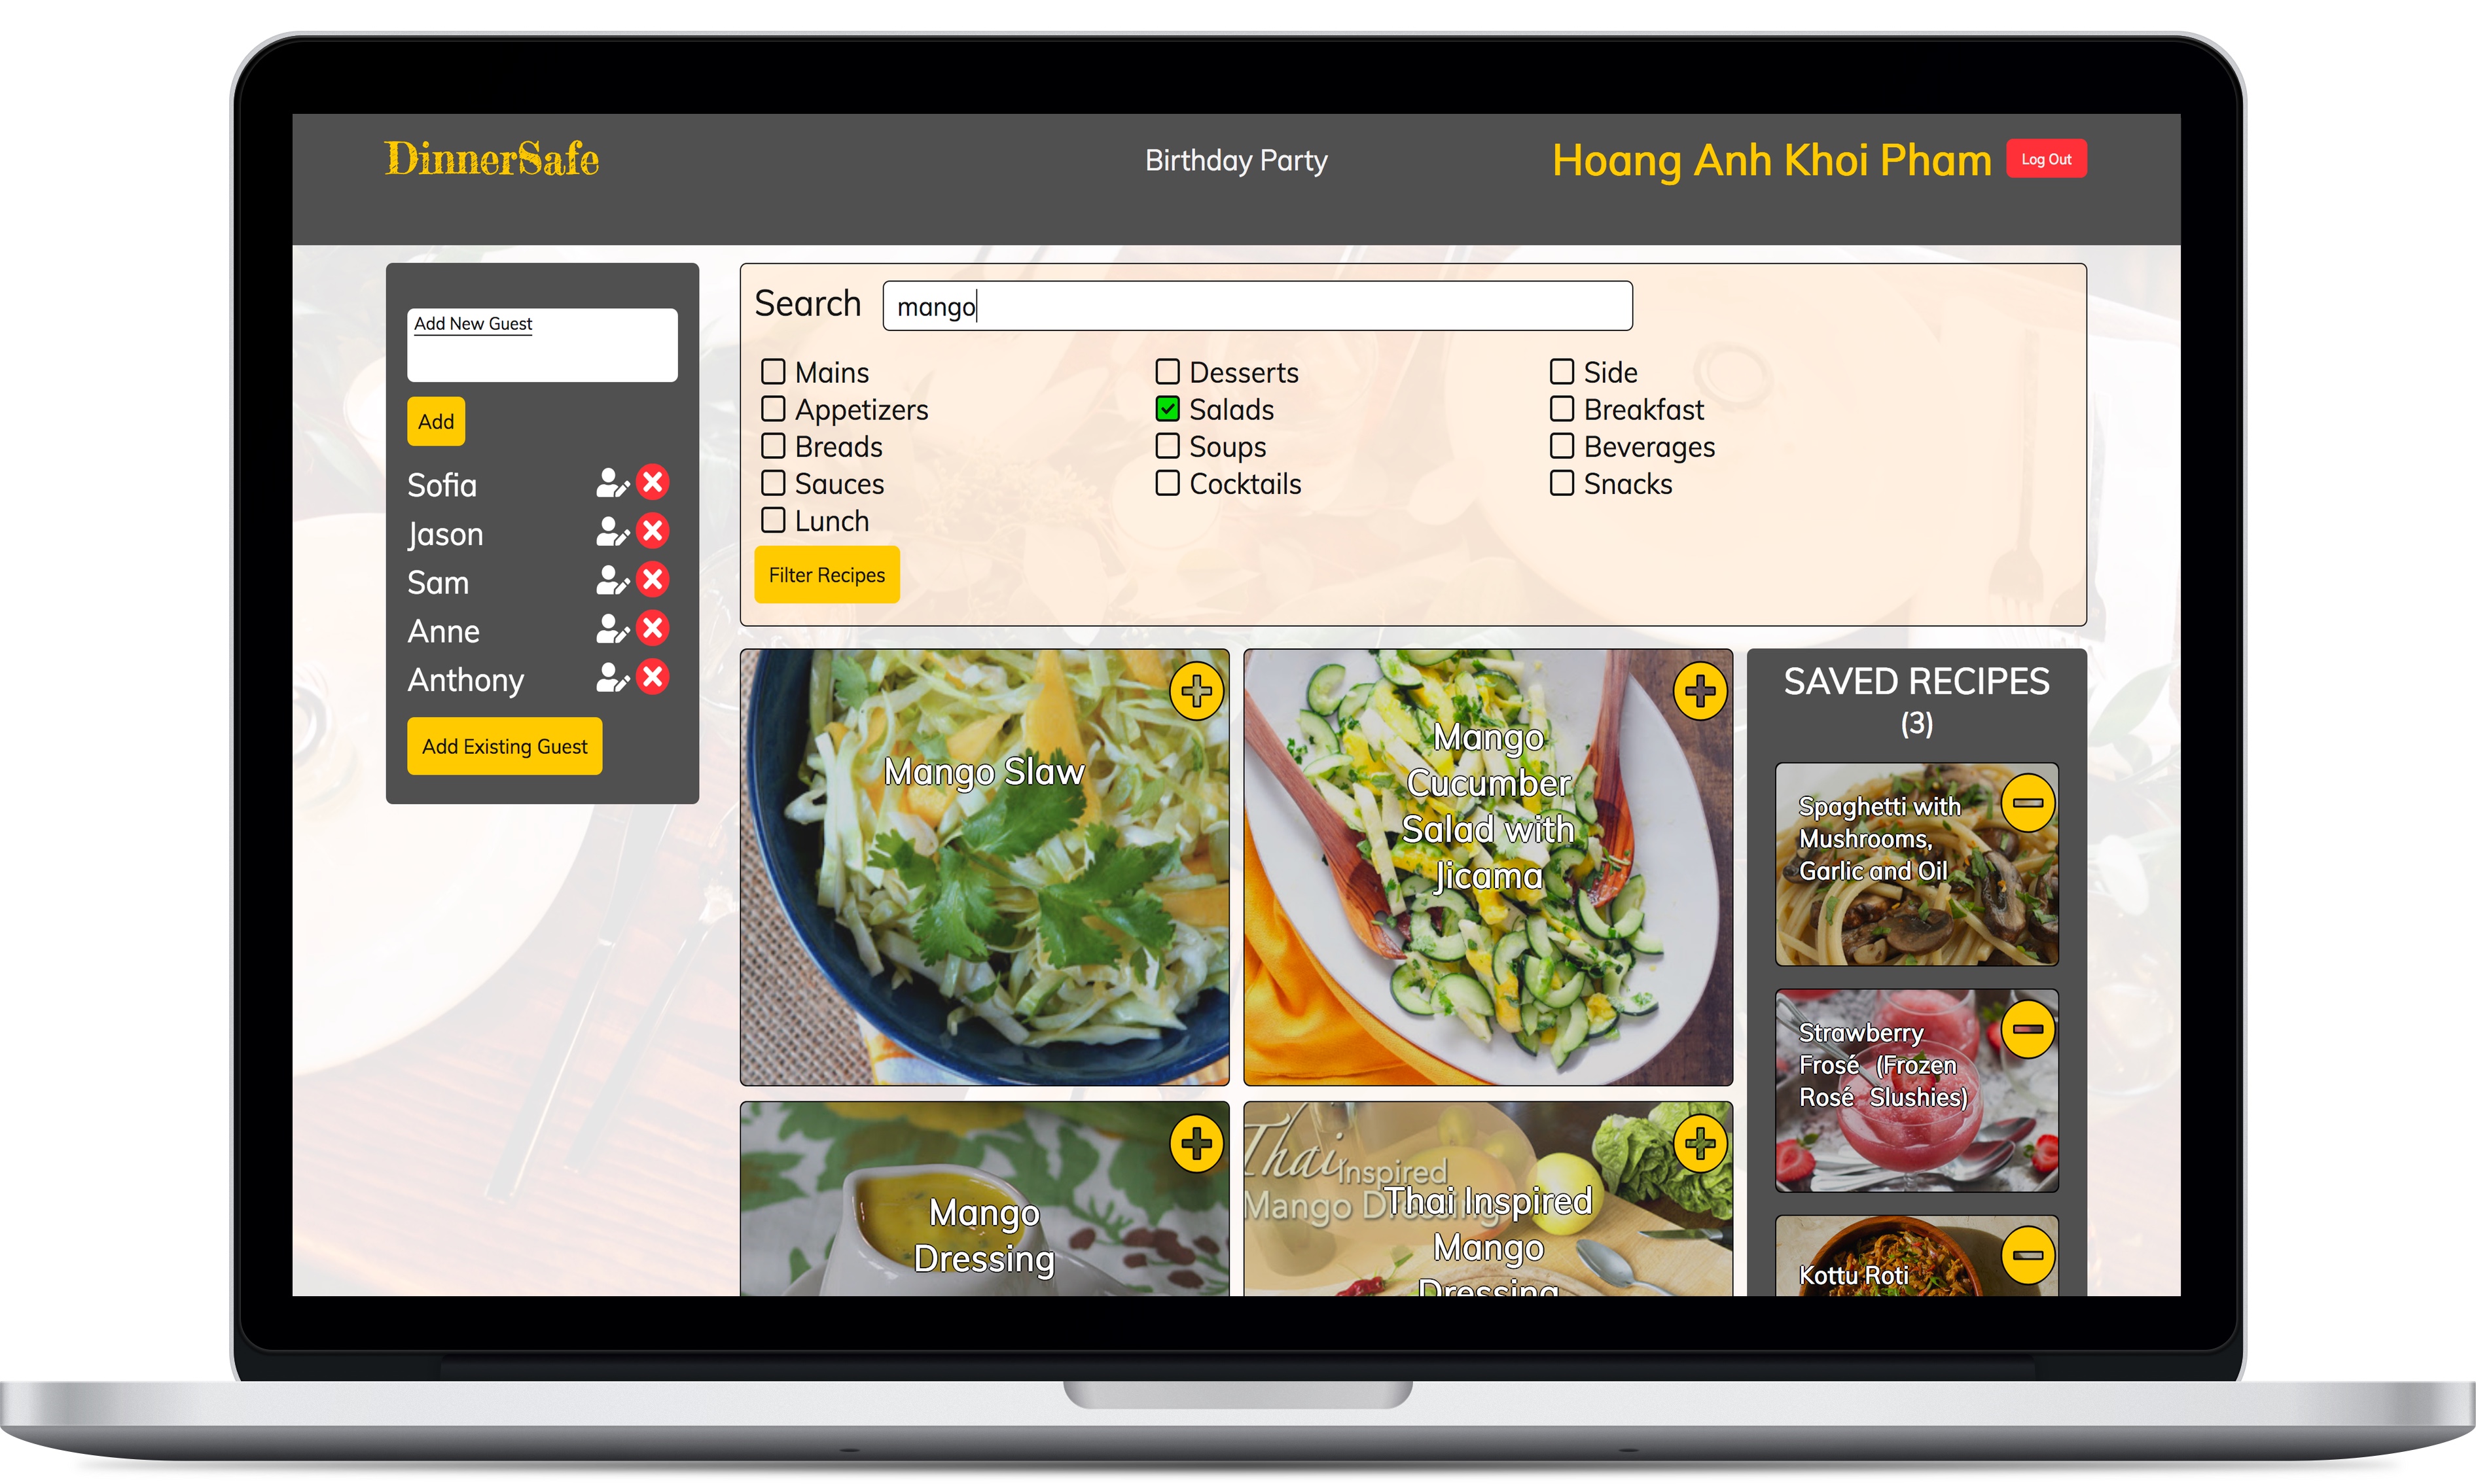 DinnerSafe
Birthday Party
Hoang Anh Khoi Pham
Log Out
Add New Guest
Add
Sofia
Jason
Sam
Anne
Anthony
Add Existing Guest
Search
mango
Mains
Appetizers
Breads
Sauces
Lunch
Desserts
Salads
Soups
Cocktails
Side
Breakfast
Beverages
Snacks
Filter Recipes
Mango Slaw
Mango
Cucumber
Salad with
Jicama
Mango
Dressing
Thai
Inspired
Mango Dressing
Thai Inspired
Mango
Dressing
SAVED RECIPES
(3)
Spaghetti with
Mushrooms,
Garlic and Oil
Strawberry
Frosé (Frozen
Rosé Slushies)
Kottu Roti